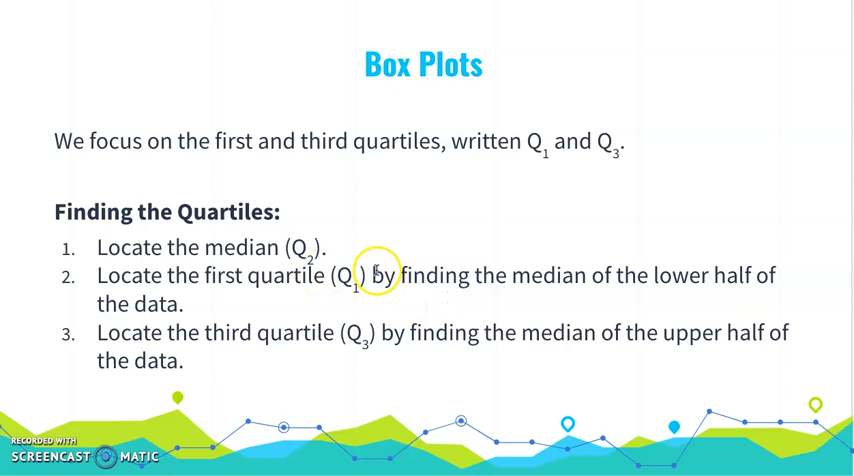 Box Plots
We focus on the first and third quartiles, written Q₁ and Q₃.
Finding the Quartiles:
1. Locate the median (Q₂).
2. Locate the first quartile (Q₁) by finding the median of the lower half of
the data.
3. Locate the third quartile (Q₃) by finding the median of the upper half of
the data.
RECORDED WITH
SCREENCAST MATIC